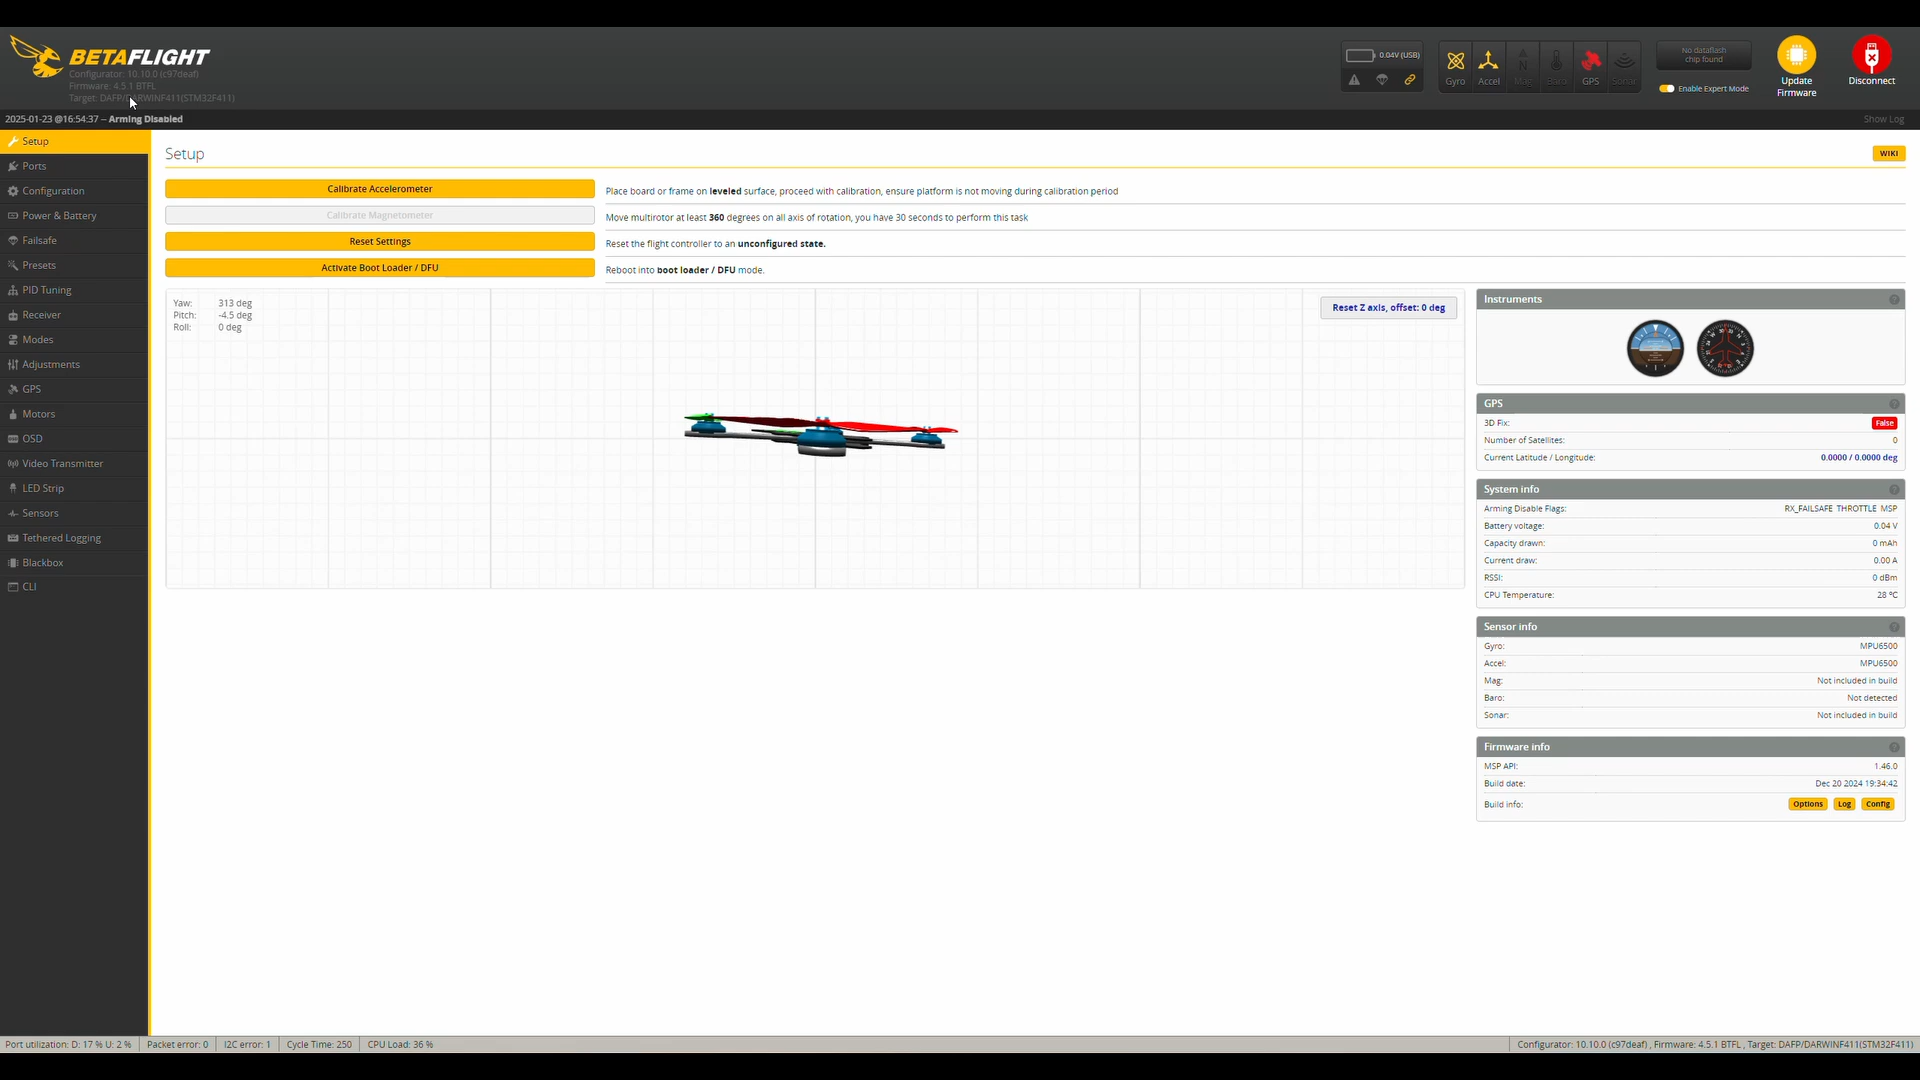 BETAFLIGHT
Configurator: 10.10.0 (c97deaf)
Firmware: 4.5.1 BTFL
Target: DAFP/DARWINF411(STM32F411)
0.04V (USB)
Gyro
Accel
Mag
Baro
GPS
Sonar
No dataflash
chip found
Enable Expert Mode
Update
Firmware
Disconnect
2025-01-23 @16:54:37 -- Arming Disabled
Show Log
Setup
Ports
Configuration
Power & Battery
Failsafe
Presets
PID Tuning
Receiver
Modes
Adjustments
GPS
Motors
OSD
Video Transmitter
LED Strip
Sensors
Tethered Logging
Blackbox
CLI
Setup
WIKI
Calibrate Accelerometer
Place board or frame on leveled surface, proceed with calibration, ensure platform is not moving during calibration period
Calibrate Magnetometer
Move multirotor at least 360 degrees on all axis of rotation, you have 30 seconds to perform this task
Reset Settings
Reset the flight controller to an unconfigured state.
Activate Boot Loader / DFU
Reboot into boot loader / DFU mode.
Yaw: 313 deg
Pitch: -4.5 deg
Roll: 0 deg
Reset Z axis, offset: 0 deg
Instruments
GPS
3D Fix: False
Number of Satellites: 0
Current Latitude / Longitude: 0.0000 / 0.0000 deg
System info
Arming Disable Flags: RX_FAILSAFE THROTTLE MSP
Battery voltage: 0.04 V
Capacity drawn: 0 mAh
Current draw: 0.00 A
RSSI: 0 dBm
CPU Temperature: 28 °C
Sensor info
Gyro: MPU6500
Accel: MPU6500
Mag: Not included in build
Baro: Not detected
Sonar: Not included in build
Firmware info
MSP API: 1.46.0
Build date: Dec 20 2024 19:34:42
Build info: Options Log Config
Port utilization: D: 17 % U: 2 %
Packet error: 0
I2C error: 1
Cycle Time: 250
CPU Load: 36 %
Configurator: 10.10.0 (c97deaf) , Firmware: 4.5.1 BTFL , Target: DAFP/DARWINF411(STM32F411)